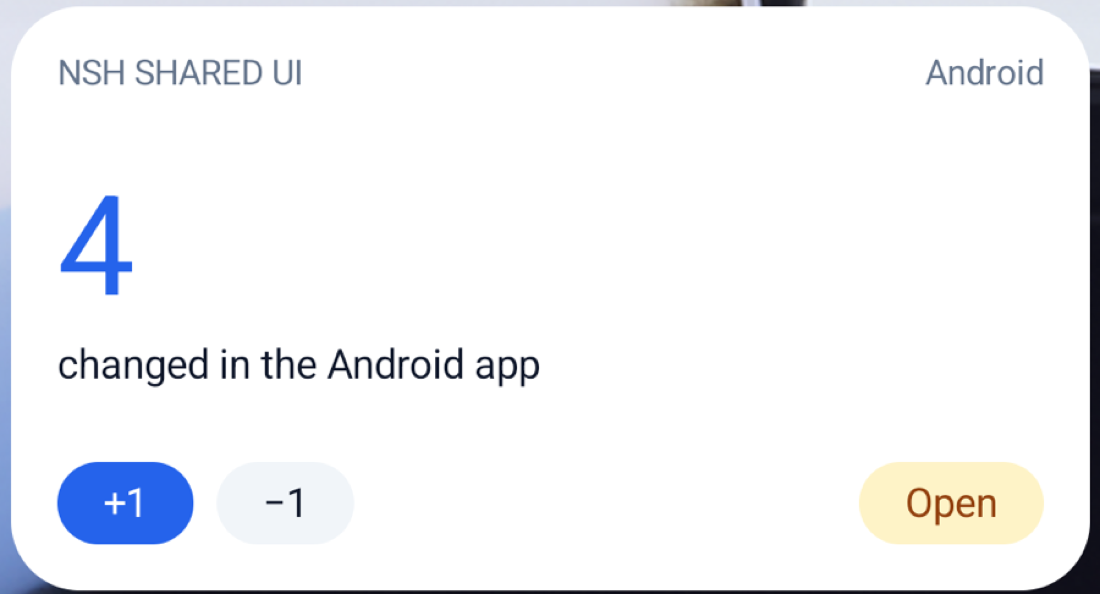 NSH SHARED UI
Android
4
changed in the Android app
+1
−1
Open